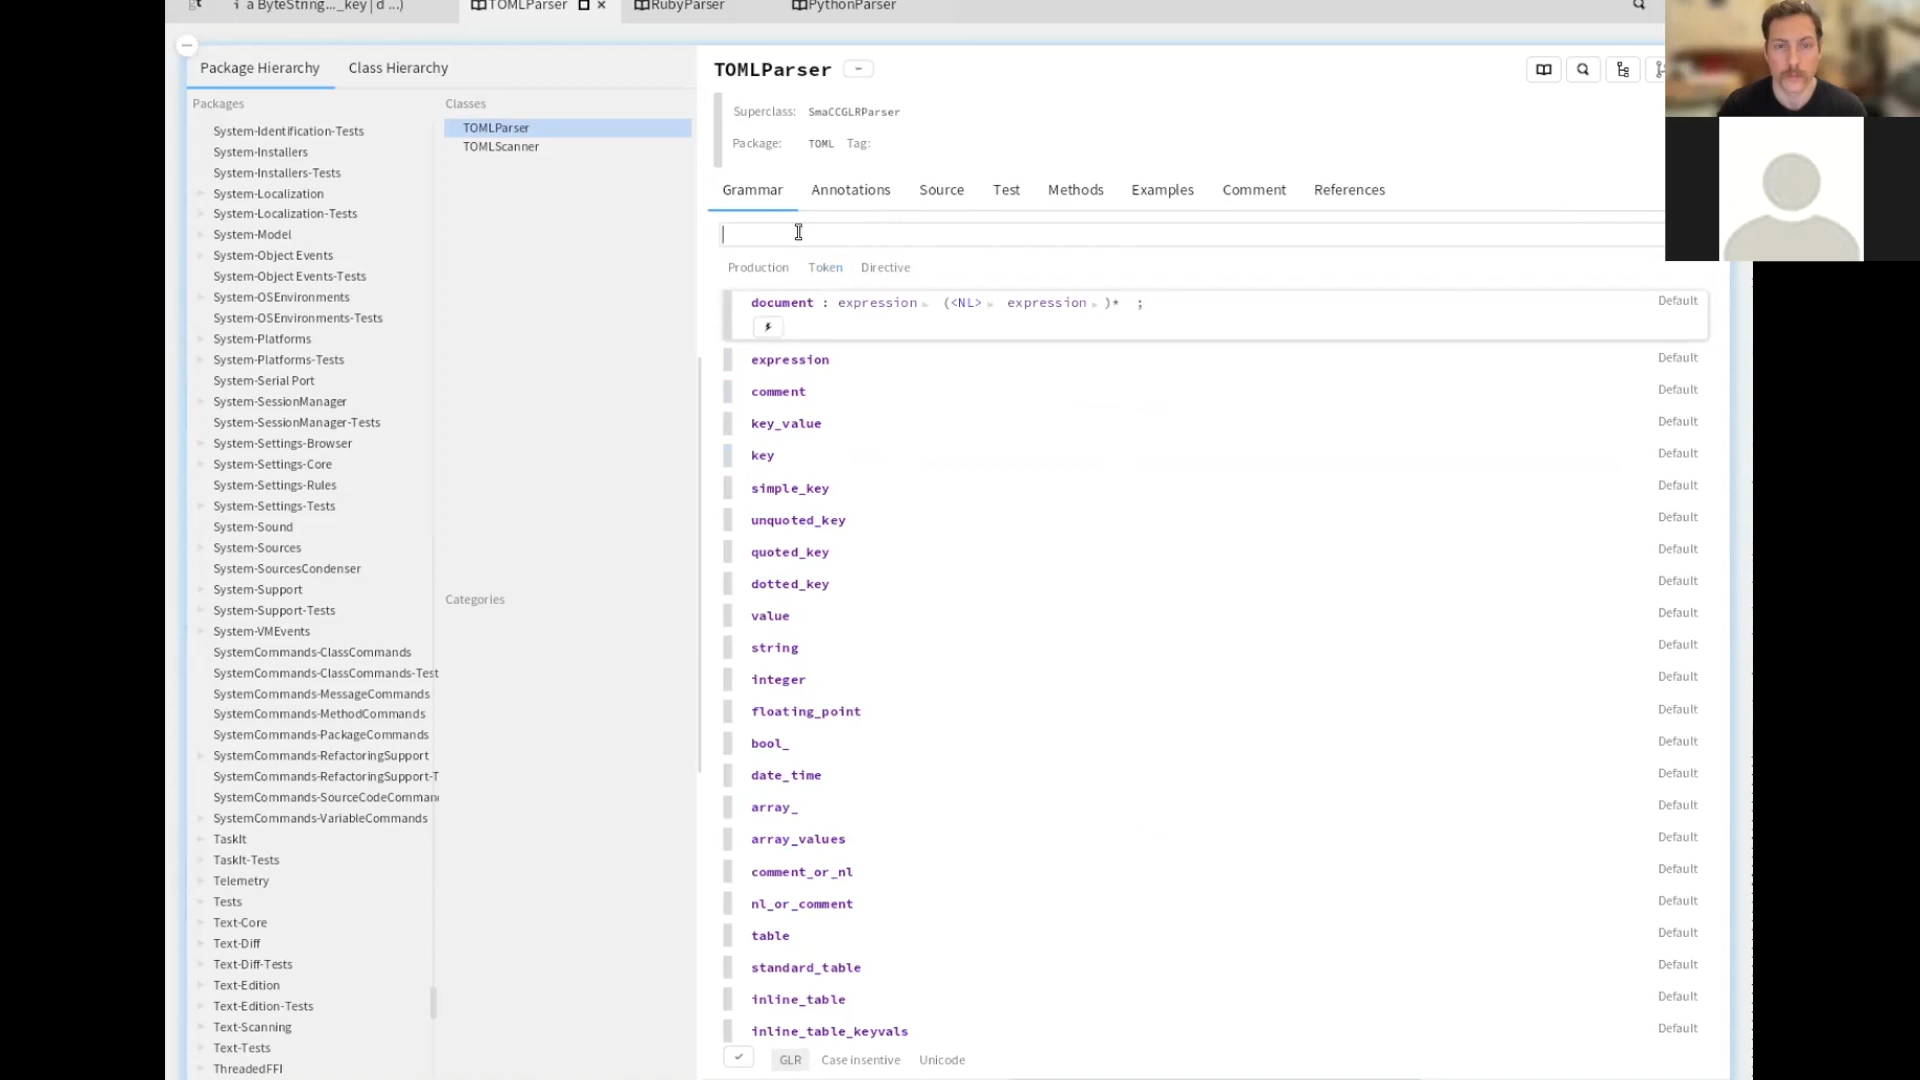 gt
i a ByteString..._key | d ...)
TOMLParser
RubyParser
PythonParser
Package Hierarchy
Class Hierarchy
Packages
System-Identification-Tests
System-Installers
System-Installers-Tests
System-Localization
System-Localization-Tests
System-Model
System-Object Events
System-Object Events-Tests
System-OSEnvironments
System-OSEnvironments-Tests
System-Platforms
System-Platforms-Tests
System-Serial Port
System-SessionManager
System-SessionManager-Tests
System-Settings-Browser
System-Settings-Core
System-Settings-Rules
System-Settings-Tests
System-Sound
System-Sources
System-SourcesCondenser
System-Support
System-Support-Tests
System-VMEvents
SystemCommands-ClassCommands
SystemCommands-ClassCommands-Test
SystemCommands-MessageCommands
SystemCommands-MethodCommands
SystemCommands-PackageCommands
SystemCommands-RefactoringSupport
SystemCommands-RefactoringSupport-T
SystemCommands-SourceCodeComman
SystemCommands-VariableCommands
TaskIt
TaskIt-Tests
Telemetry
Tests
Text-Core
Text-Diff
Text-Diff-Tests
Text-Edition
Text-Edition-Tests
Text-Scanning
Text-Tests
ThreadedFFI
Classes
TOMLParser
TOMLScanner
Categories
TOMLParser
Superclass: SmaCCGLRParser
Package: TOML Tag:
Grammar Annotations Source Test Methods Examples Comment References
Production Token Directive
document : expression (<NL> expression )* ; Default
expression Default
comment Default
key_value Default
key Default
simple_key Default
unquoted_key Default
quoted_key Default
dotted_key Default
value Default
string Default
integer Default
floating_point Default
bool_ Default
date_time Default
array_ Default
array_values Default
comment_or_nl Default
nl_or_comment Default
table Default
standard_table Default
inline_table Default
inline_table_keyvals Default
GLR Case insentive Unicode